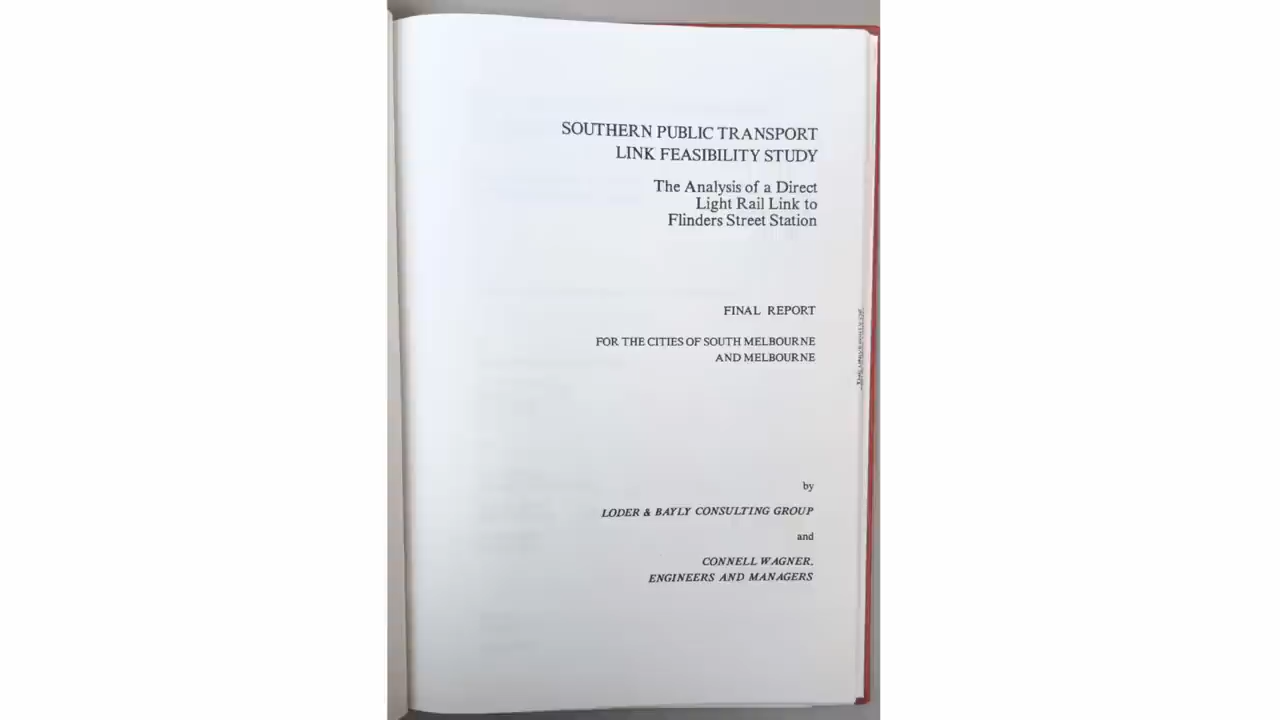 SOUTHERN PUBLIC TRANSPORT
LINK FEASIBILITY STUDY
The Analysis of a Direct
Light Rail Link to
Flinders Street Station
FINAL REPORT
FOR THE CITIES OF SOUTH MELBOURNE
AND MELBOURNE
by
LODER & BAYLY CONSULTING GROUP
and
CONNELL WAGNER,
ENGINEERS AND MANAGERS